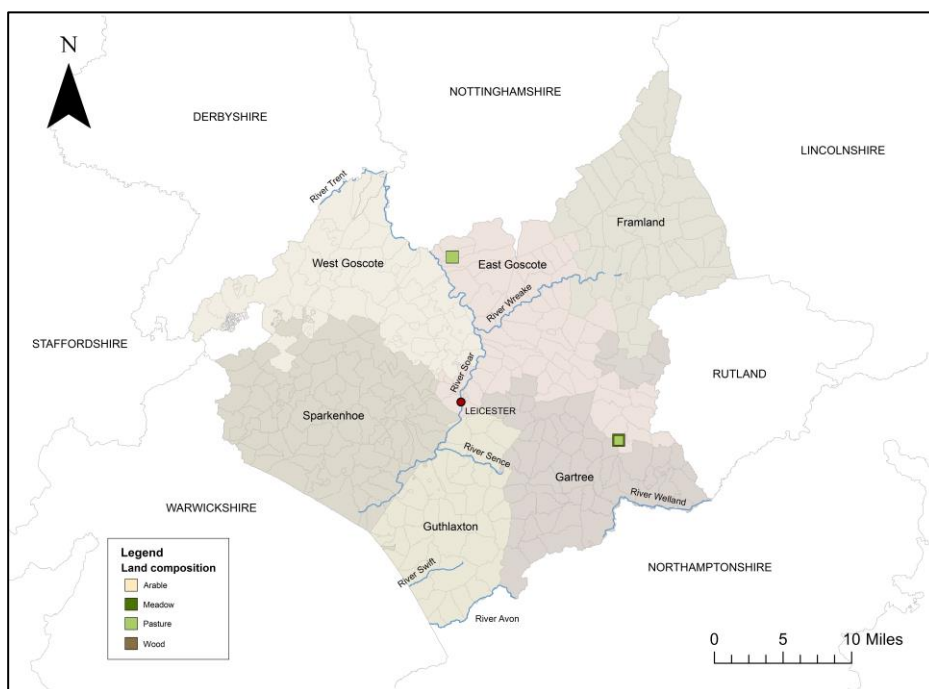 N
NOTTINGHAMSHIRE
DERBYSHIRE
LINCOLNSHIRE
River Trent
Framland
West Goscote
East Goscote
River Wreake
STAFFORDSHIRE
RUTLAND
River Soar
LEICESTER
Sparkenhoe
River Sence
Gartree
River Welland
WARWICKSHIRE
Guthlaxton
NORTHAMPTONSHIRE
River Swift
River Avon
Legend
Land composition
Arable
Meadow
Pasture
Wood
0 5 10 Miles